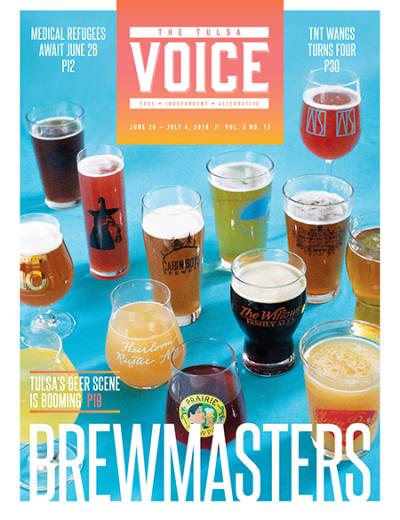 MEDICAL REFUGEES
AWAIT JUNE 26
P12
THE TULSA
VOICE
FREE • INDEPENDENT • ALTERNATIVE
JUNE 20 – JULY 4, 2018 // VOL. 5 NO. 13
TNT WANGS
TURNS FOUR
P30
CABIN BOYS
BREWERY
Heirloom
Rustic Ales
The Willows
FAMILY ALES
PRAIRIE
TULSA'S BEER SCENE
IS BOOMING P19
BREWMASTERS